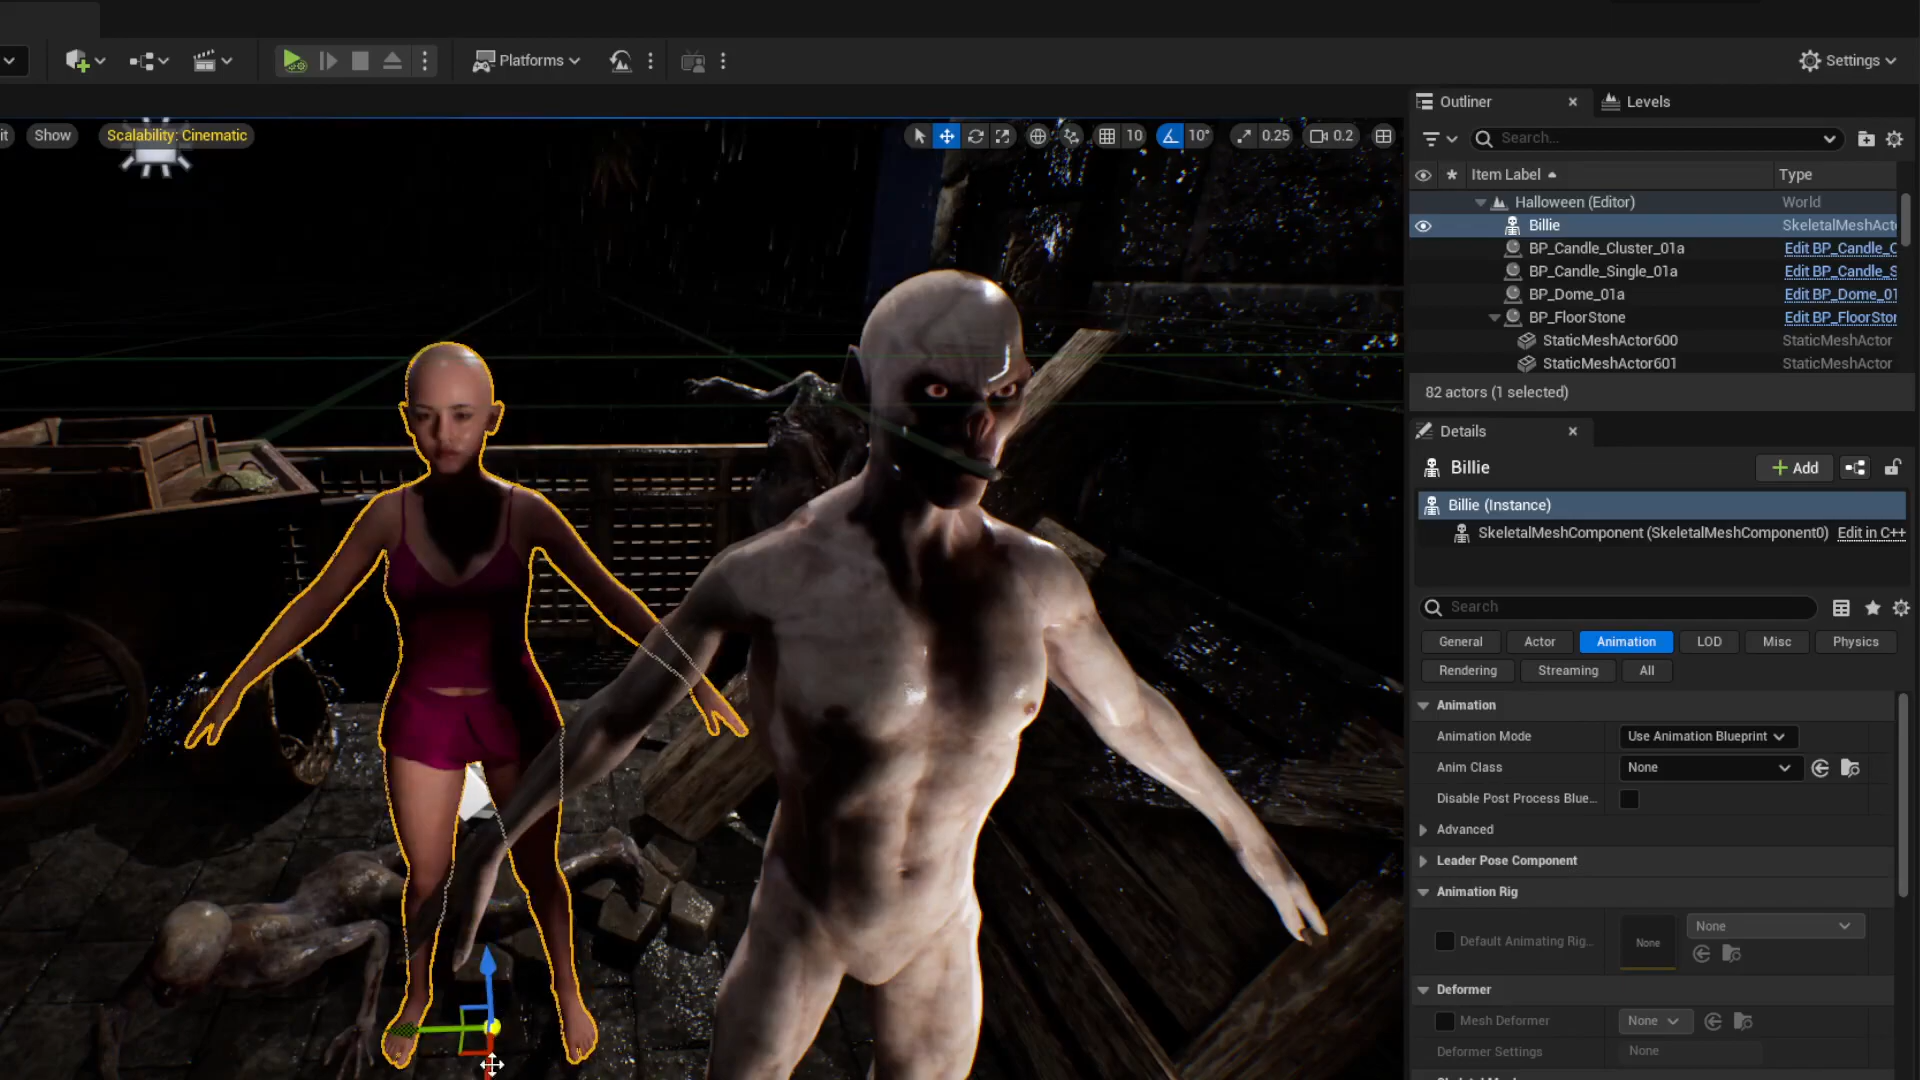 Platforms
Settings
Outliner
Levels
it
Show
Scalability: Cinematic
10
10°
0.25
0.2
Search...
Item Label
Type
Halloween (Editor)
World
Billie
SkeletalMeshAct
BP_Candle_Cluster_01a
Edit BP_Candle_C
BP_Candle_Single_01a
Edit BP_Candle_S
BP_Dome_01a
Edit BP_Dome_01
BP_FloorStone
Edit BP_FloorStor
StaticMeshActor600
StaticMeshActor
StaticMeshActor601
StaticMeshActor
82 actors (1 selected)
Details
Billie
Add
Billie (Instance)
SkeletalMeshComponent (SkeletalMeshComponent0)
Edit in C++
Search
General
Actor
Animation
LOD
Misc
Physics
Rendering
Streaming
All
Animation
Animation Mode
Use Animation Blueprint
Anim Class
None
Disable Post Process Blue...
Advanced
Leader Pose Component
Animation Rig
Default Animating Rig...
None
None
Deformer
Mesh Deformer
None
Deformer Settings
None